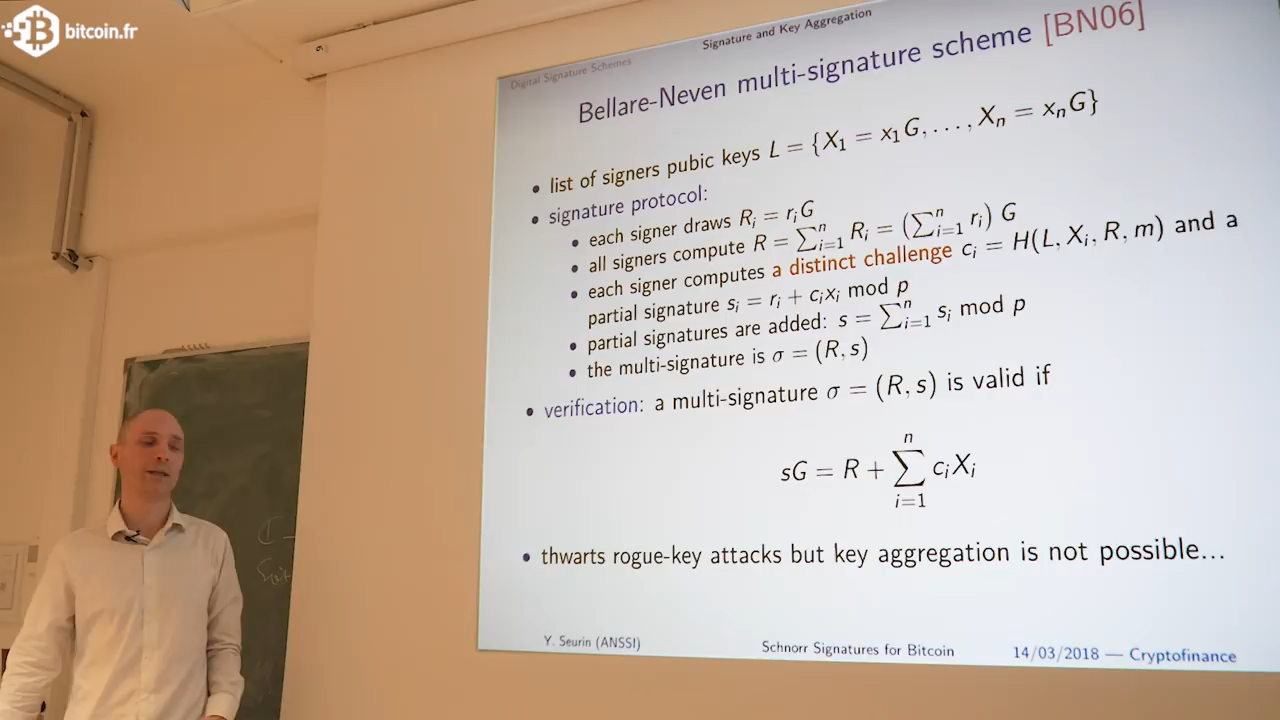 bitcoin.fr
Signature and Key Aggregation
Digital Signature Schemes
Bellare-Neven multi-signature scheme [BN06]
• list of signers pubic keys L = {X₁ = x₁G, . . . , Xₙ = xₙG}
• signature protocol:
• each signer draws Rᵢ = rᵢG
• all signers compute R = ∑ⁿᵢ₌₁ Rᵢ = (∑ⁿᵢ₌₁ rᵢ) G
• each signer computes a distinct challenge cᵢ = H(L, Xᵢ, R, m) and a
partial signature sᵢ = rᵢ + cᵢxᵢ mod p
• partial signatures are added: s = ∑ⁿᵢ₌₁ sᵢ mod p
• the multi-signature is σ = (R, s)
• verification: a multi-signature σ = (R, s) is valid if
sG = R + ∑ⁿᵢ₌₁ cᵢXᵢ
• thwarts rogue-key attacks but key aggregation is not possible...
Y. Seurin (ANSSI)
Schnorr Signatures for Bitcoin
14/03/2018 — Cryptofinance